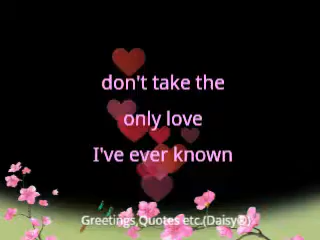 don't take the
only love
I've ever known
Greetings,Quotes etc.(Daisy®)